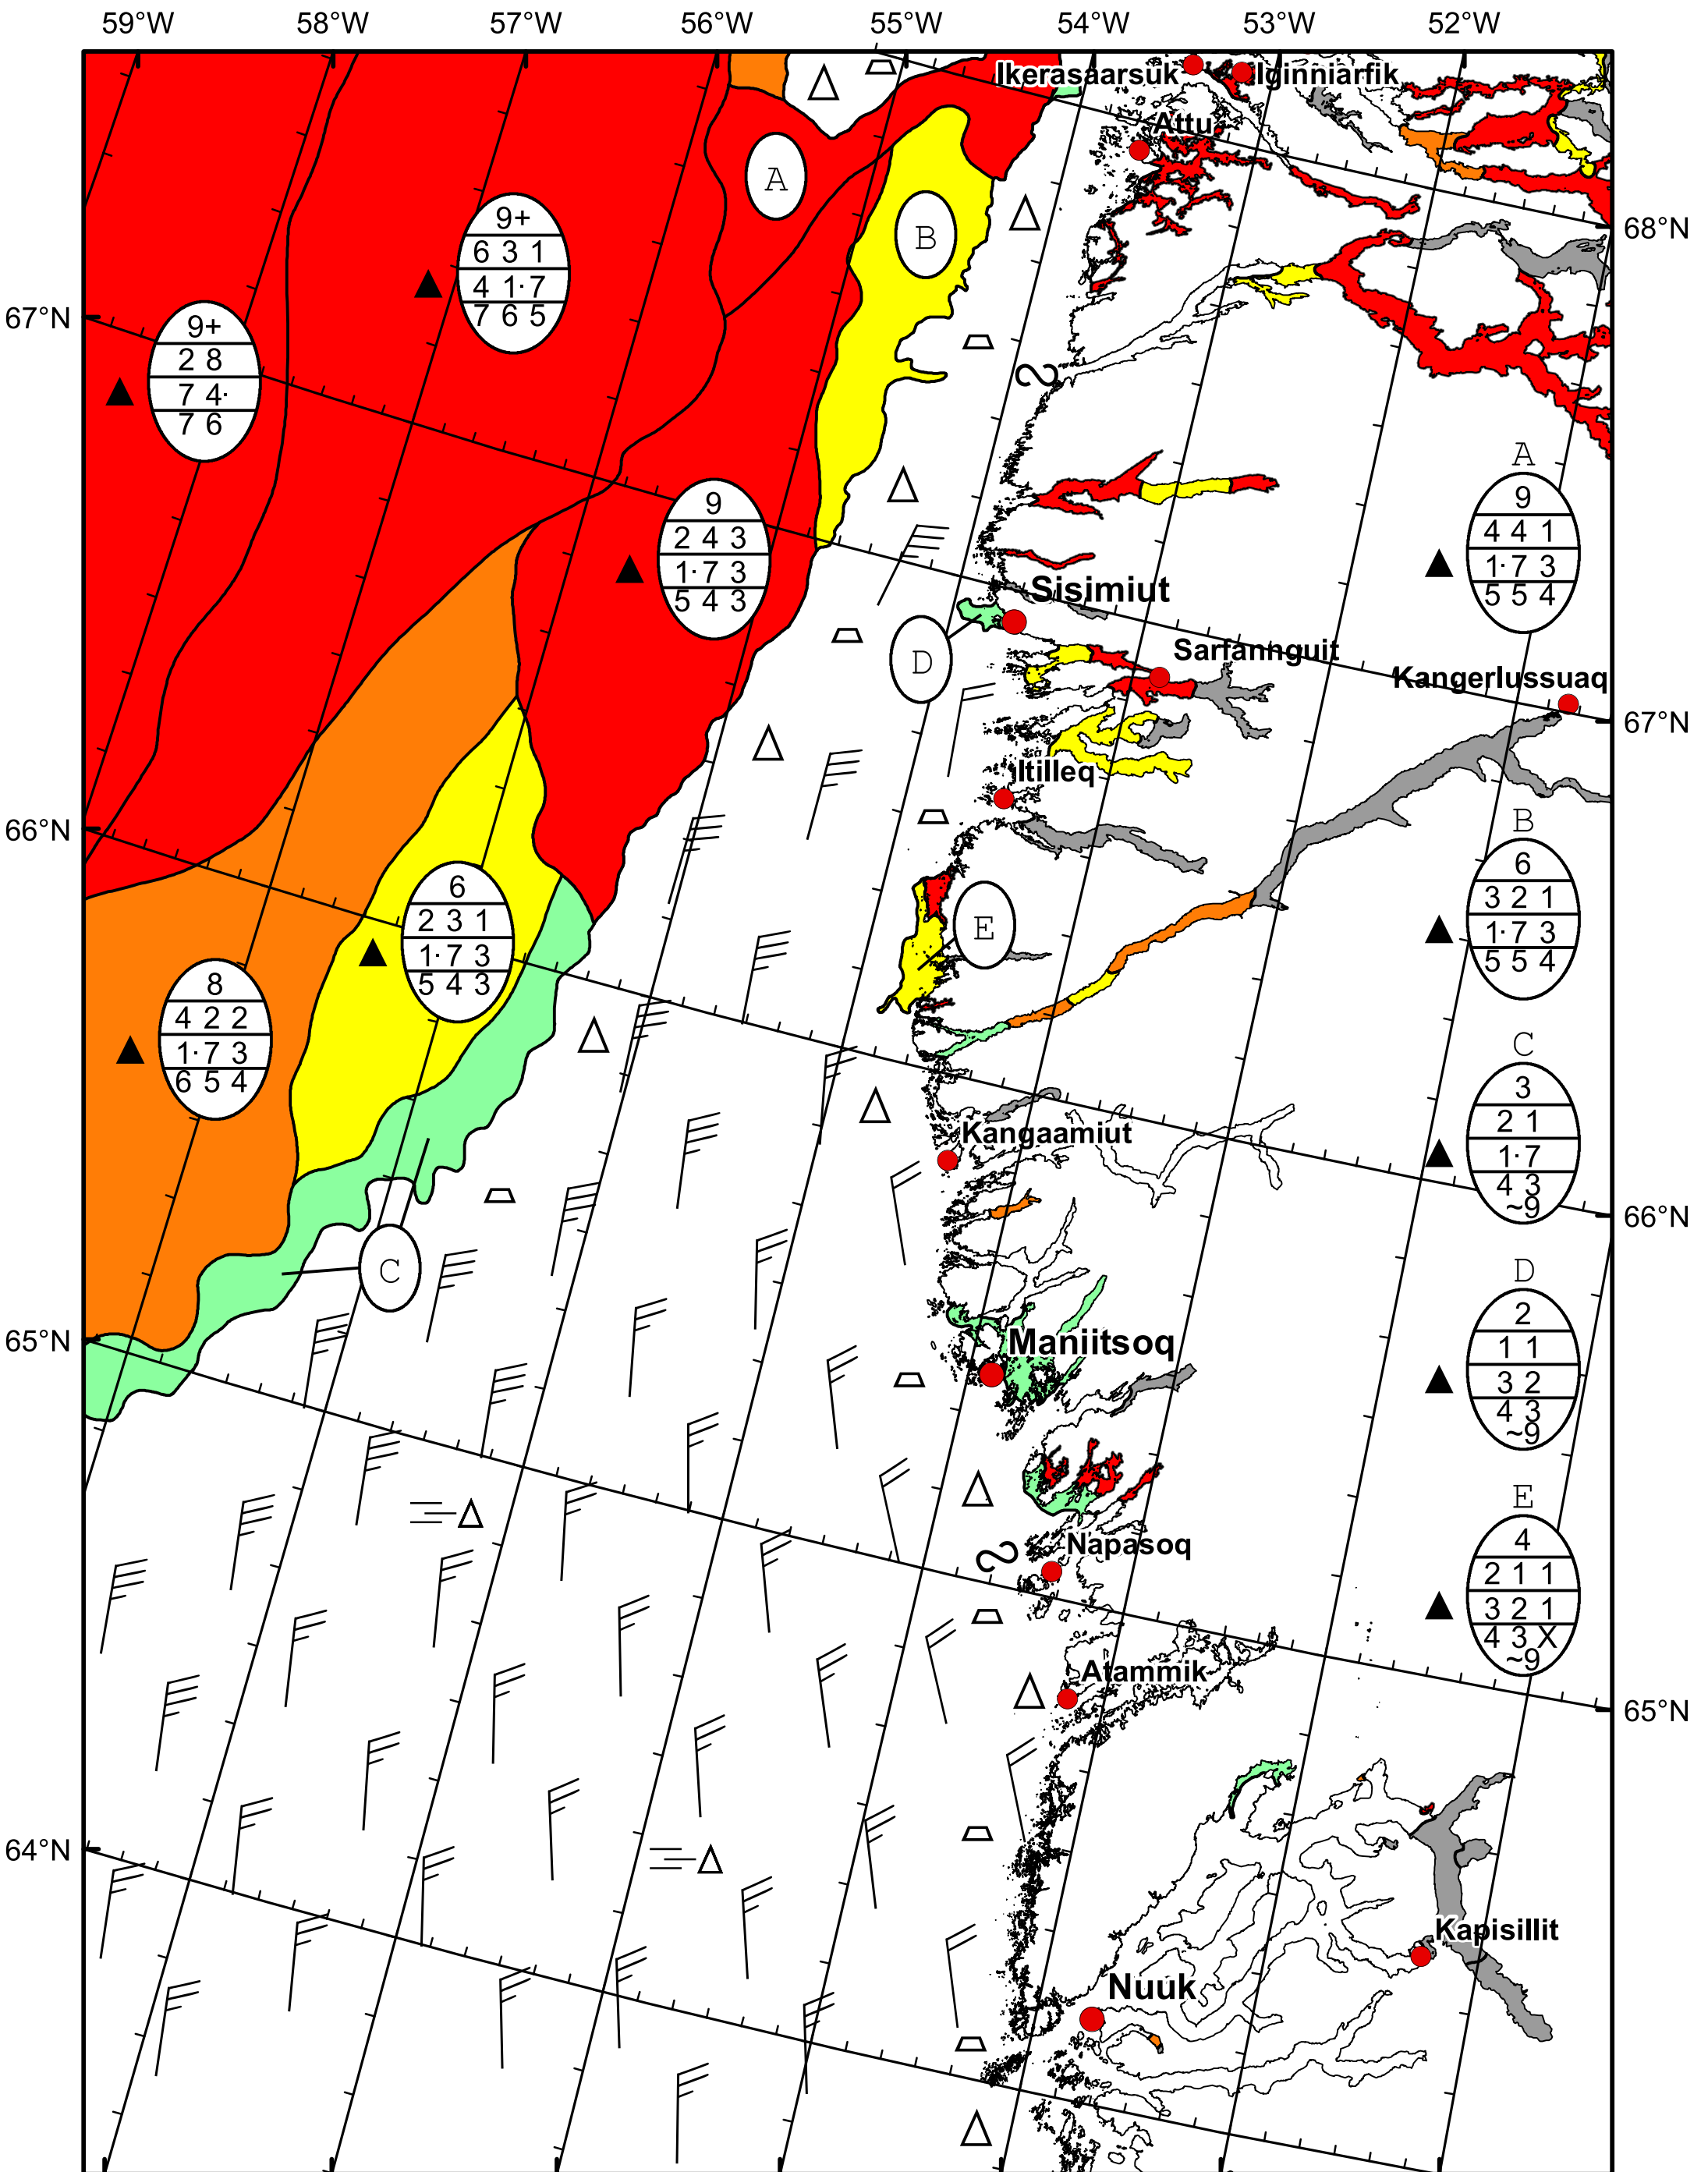 59°W 58°W 57°W 56°W 55°W 54°W 53°W 52°W
Ikerasaarsuk
Iginniarfik
Attu
A
9+
6 3 1
4 1· 7
7 6 5
B
68°N
67°N
9+
2 8
7 4·
7 6
A
9
4 4 1
1· 7 3
5 5 4
9
2 4 3
1· 7 3
5 4 3
Sisimiut
D
Sarfannguit
Kangerlussuaq
67°N
Itilleq
66°N
B
6
3 2 1
1· 7 3
5 5 4
6
2 3 1
1· 7 3
5 4 3
E
8
4 2 2
1· 7 3
6 5 4
C
3
2 1
1· 7
4 3
~9
Kangaamiut
66°N
C
D
2
1 1
3 2
4 3
~9
65°N
Maniitsoq
E
4
2 1 1
3 2 1
4 3 X
~9
Napasoq
Atammik
65°N
64°N
Kapisillit
Nuuk